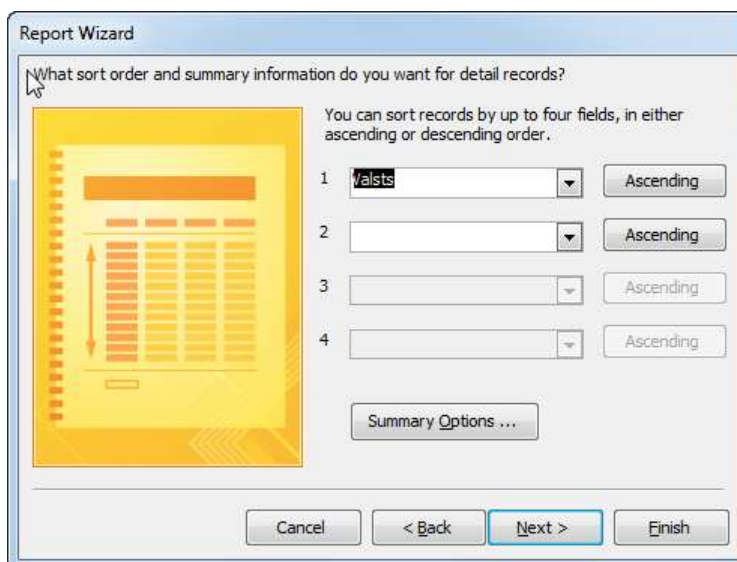 Report Wizard
What sort order and summary information do you want for detail records?
You can sort records by up to four fields, in either
ascending or descending order.
1 Valsts Ascending
2 Ascending
3 Ascending
4 Ascending
Summary Options ...
Cancel < Back Next > Finish